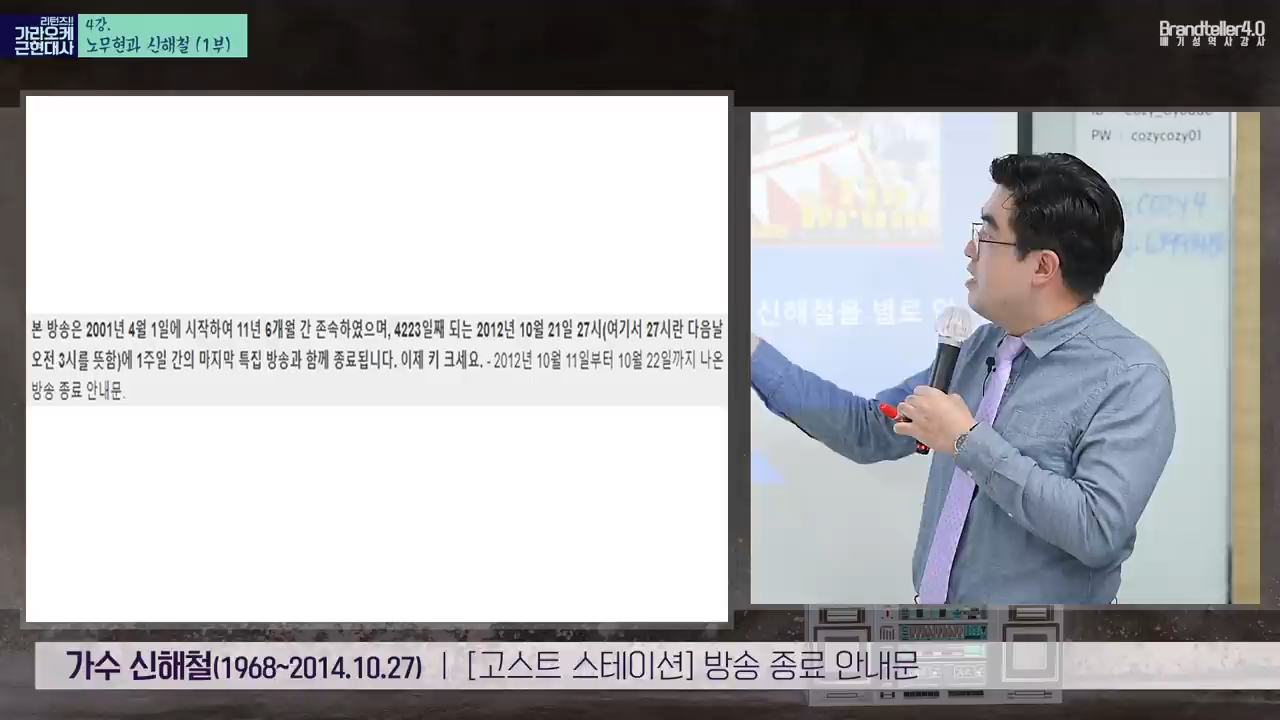 리턴즈!!
가라오케
근현대사
4강.
노무현과 신해철 (1부)
Brandteller4.0
배기성역사강사
본 방송은 2001년 4월 1일에 시작하여 11년 6개월 간 존속하였으며, 4223일째 되는 2012년 10월 21일 27시(여기서 27시란 다음날
오전 3시를 뜻함)에 1주일 간의 마지막 특집 방송과 함께 종료됩니다. 이제 키 크세요. - 2012년 10월 11일부터 10월 22일까지 나온
방송 종료 안내문.
PW : cozycozy01
cozy4
신해철을 별로
가수 신해철(1968~2014.10.27) | [고스트 스테이션] 방송 종료 안내문